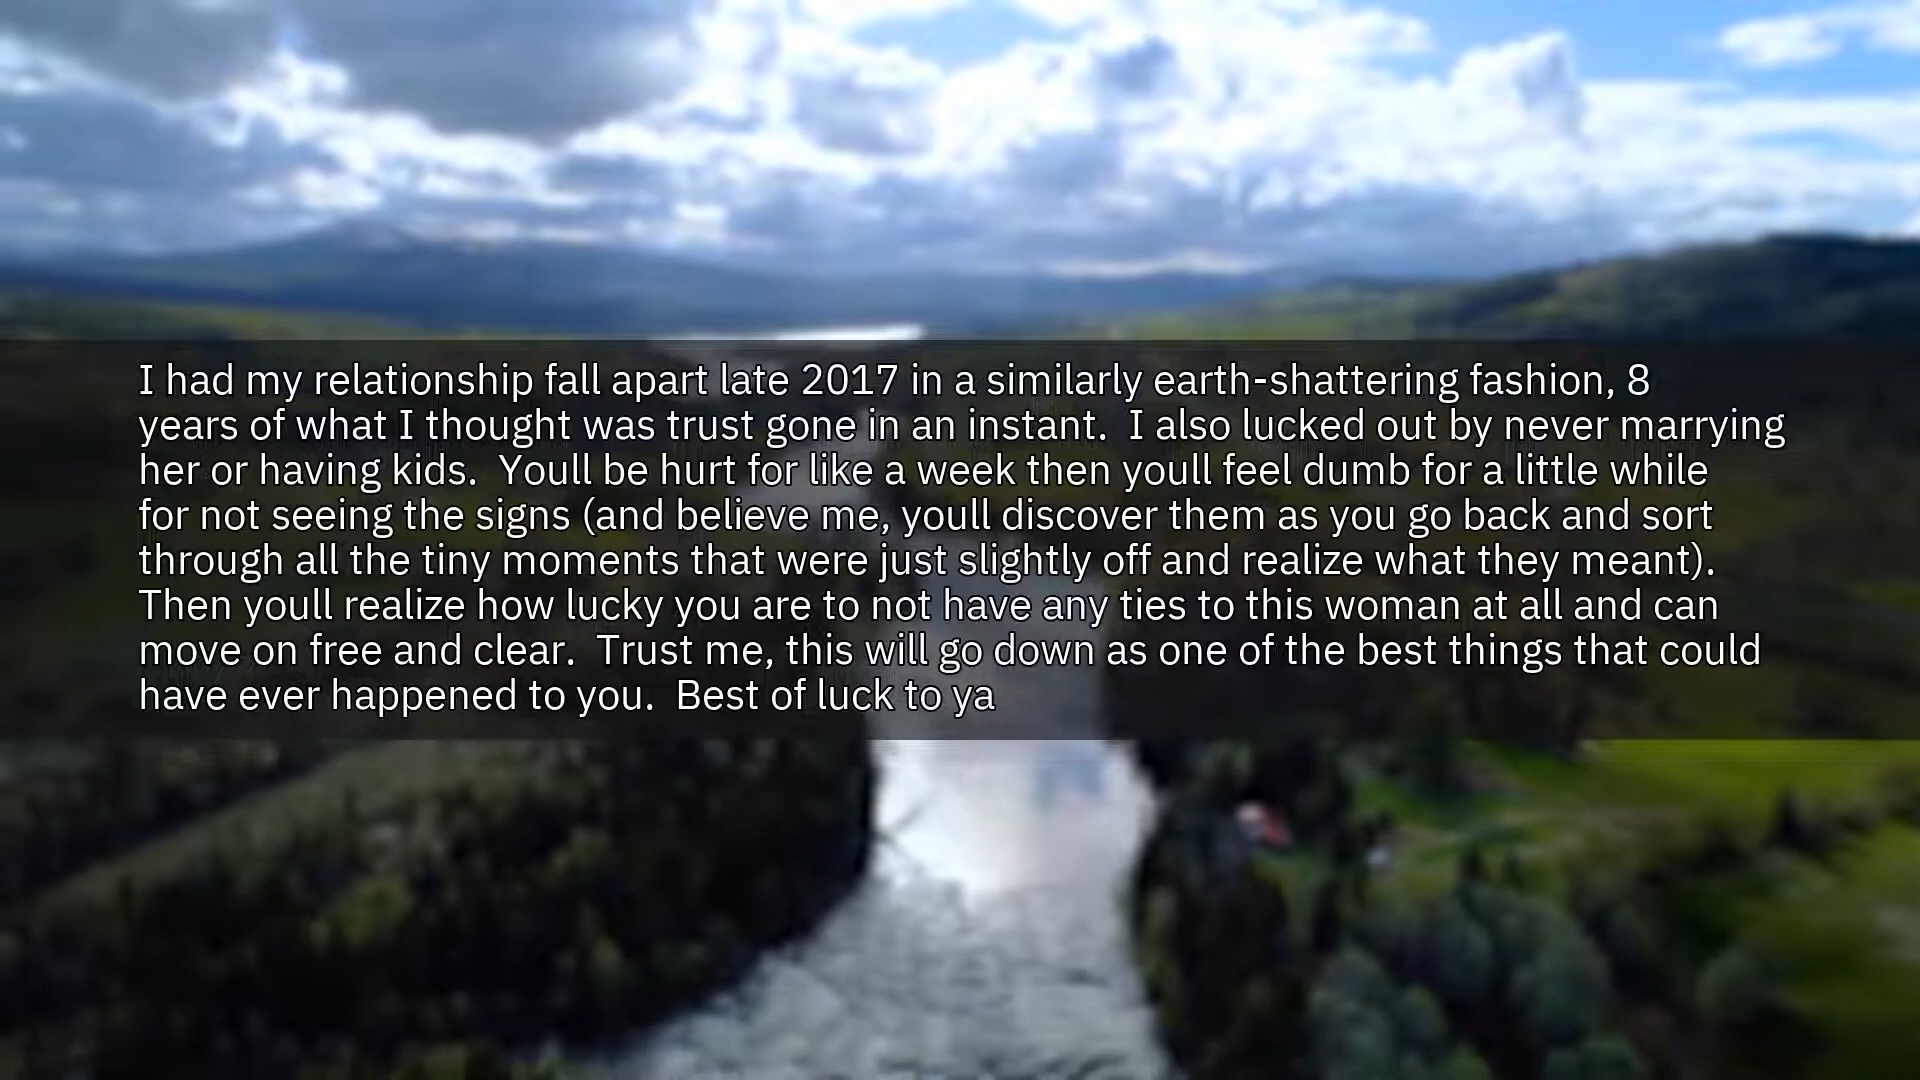 I had my relationship fall apart late 2017 in a similarly earth-shattering fashion, 8
years of what I thought was trust gone in an instant.  I also lucked out by never marrying
her or having kids.  Youll be hurt for like a week then youll feel dumb for a little while
for not seeing the signs (and believe me, youll discover them as you go back and sort
through all the tiny moments that were just slightly off and realize what they meant).
Then youll realize how lucky you are to not have any ties to this woman at all and can
move on free and clear.  Trust me, this will go down as one of the best things that could
have ever happened to you.  Best of luck to ya